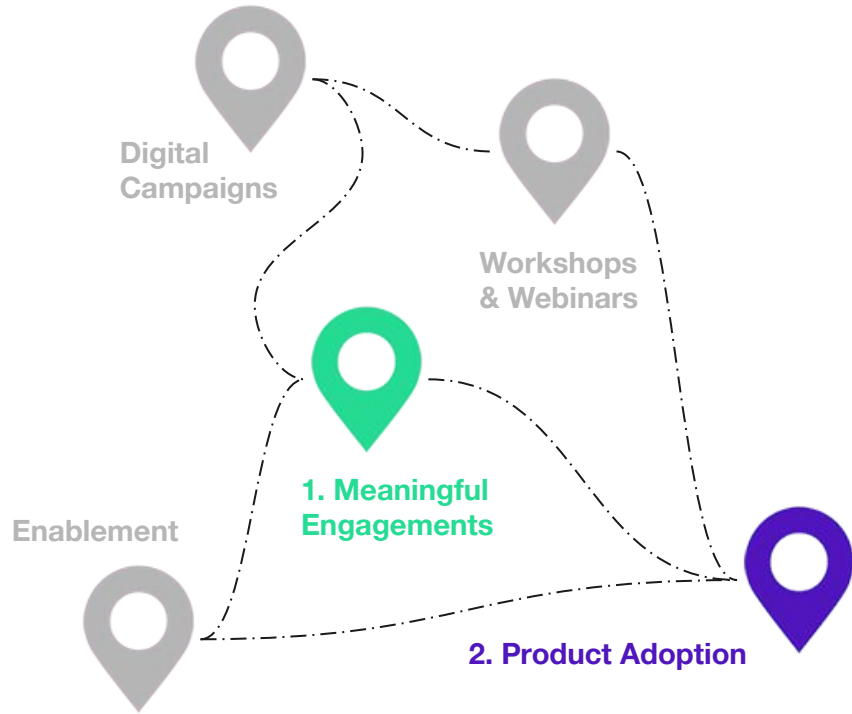 Digital
Campaigns
Workshops
& Webinars
1. Meaningful
Engagements
Enablement
2. Product Adoption